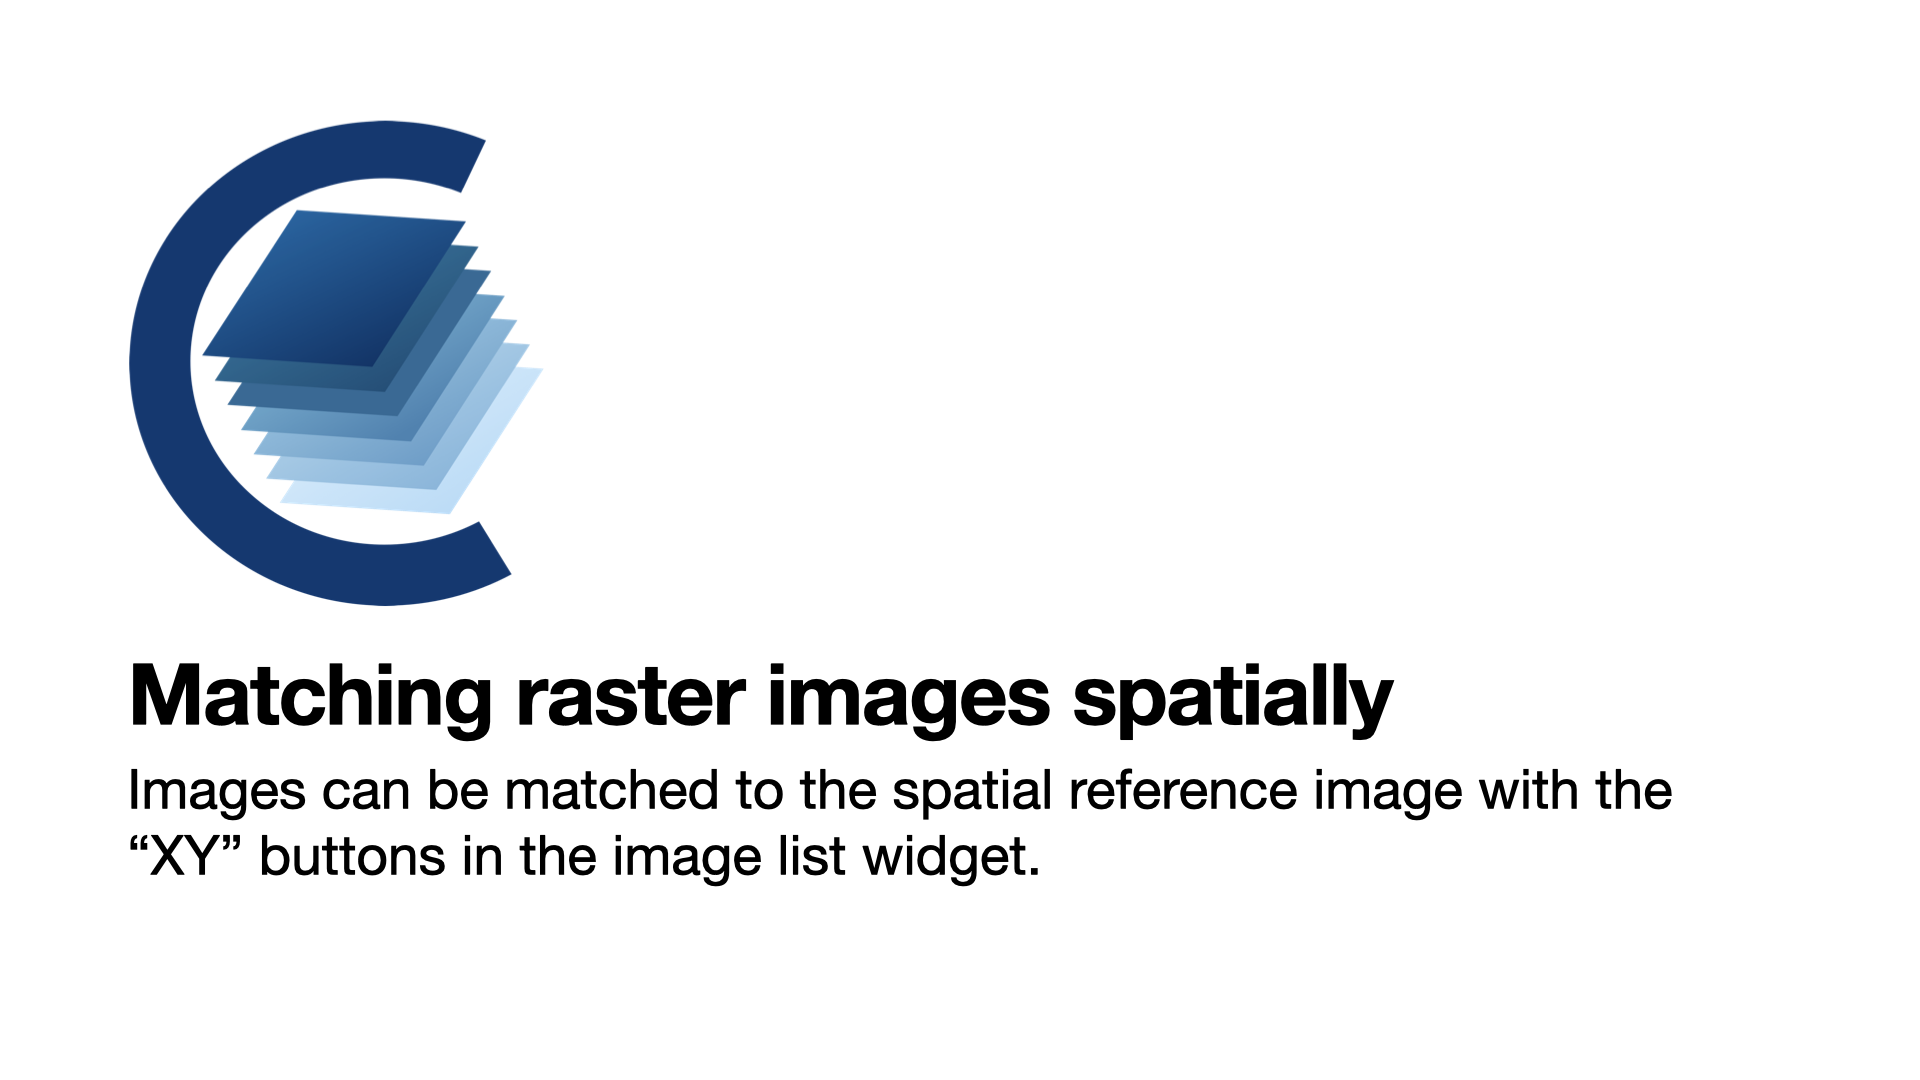 Matching raster images spatially
Images can be matched to the spatial reference image with the
“XY” buttons in the image list widget.